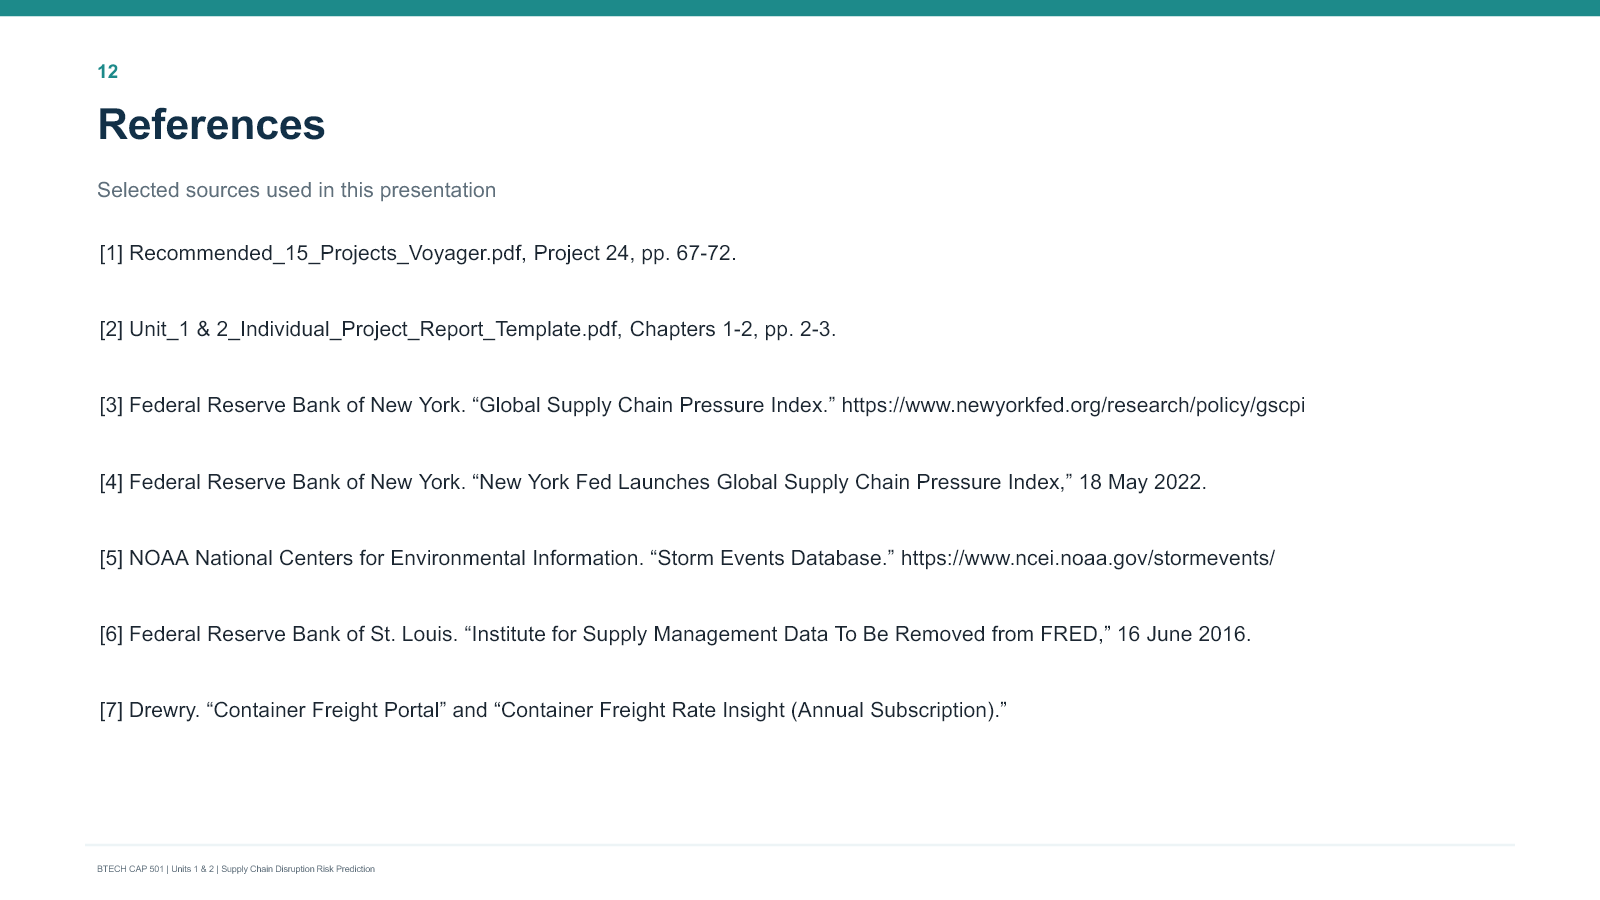 12
References
Selected sources used in this presentation
[1] Recommended_15_Projects_Voyager.pdf, Project 24, pp. 67-72.
[2] Unit_1 & 2_Individual_Project_Report_Template.pdf, Chapters 1-2, pp. 2-3.
[3] Federal Reserve Bank of New York. “Global Supply Chain Pressure Index.” https://www.newyorkfed.org/research/policy/gscpi
[4] Federal Reserve Bank of New York. “New York Fed Launches Global Supply Chain Pressure Index,” 18 May 2022.
[5] NOAA National Centers for Environmental Information. “Storm Events Database.” https://www.ncei.noaa.gov/stormevents/
[6] Federal Reserve Bank of St. Louis. “Institute for Supply Management Data To Be Removed from FRED,” 16 June 2016.
[7] Drewry. “Container Freight Portal” and “Container Freight Rate Insight (Annual Subscription).”
BTECH CAP 501 | Units 1 & 2 | Supply Chain Disruption Risk Prediction